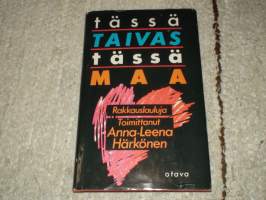 tässä
TAIVAS
tässä
MAA
Rakkauslauluja
Toimittanut
Anna-Leena
Härkönen
otava